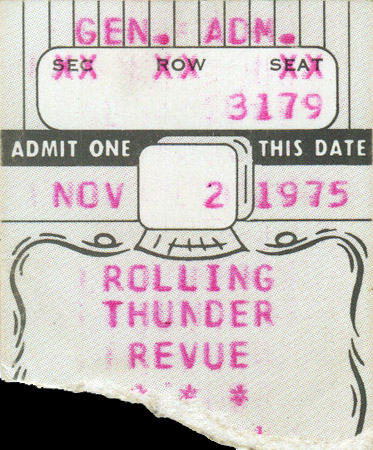 GEN. ADM.
SEC ROW SEAT
XX XX XX
3179
ADMIT ONE THIS DATE
NOV 2 1975
ROLLING
THUNDER
REVUE
* * *